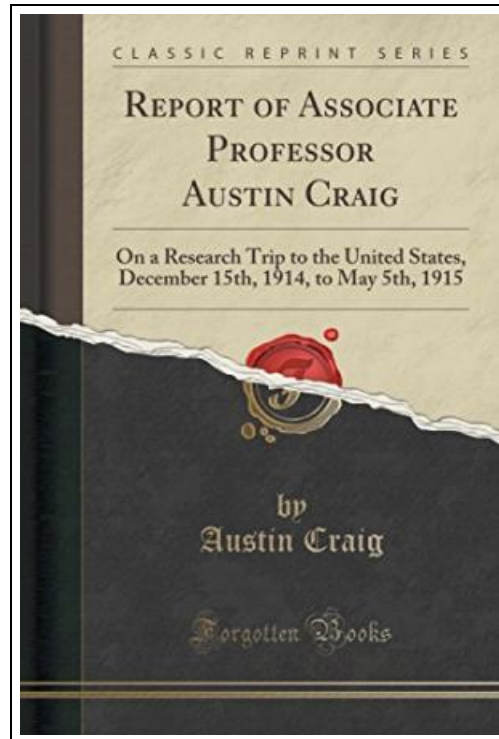 CLASSIC REPRINT SERIES
REPORT OF ASSOCIATE
PROFESSOR
AUSTIN CRAIG
On a Research Trip to the United States,
December 15th, 1914, to May 5th, 1915
by
Austin Craig
Forgotten Books